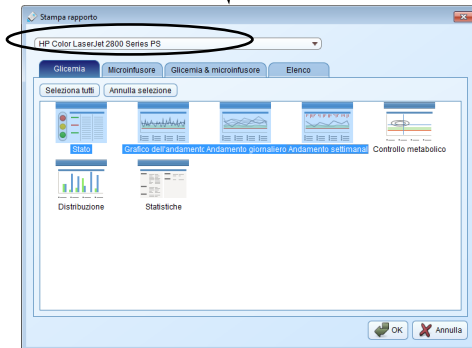 Stampa rapporto
HP Color LaserJet 2800 Series PS
Glicemia Microinfusore Glicemia & microinfusore Elenco
Seleziona tutti Annulla selezione
Stato Grafico dell'andamento Andamento giornaliero Andamento settimanal Controllo metabolico
Distribuzione Statistiche
OK Annulla